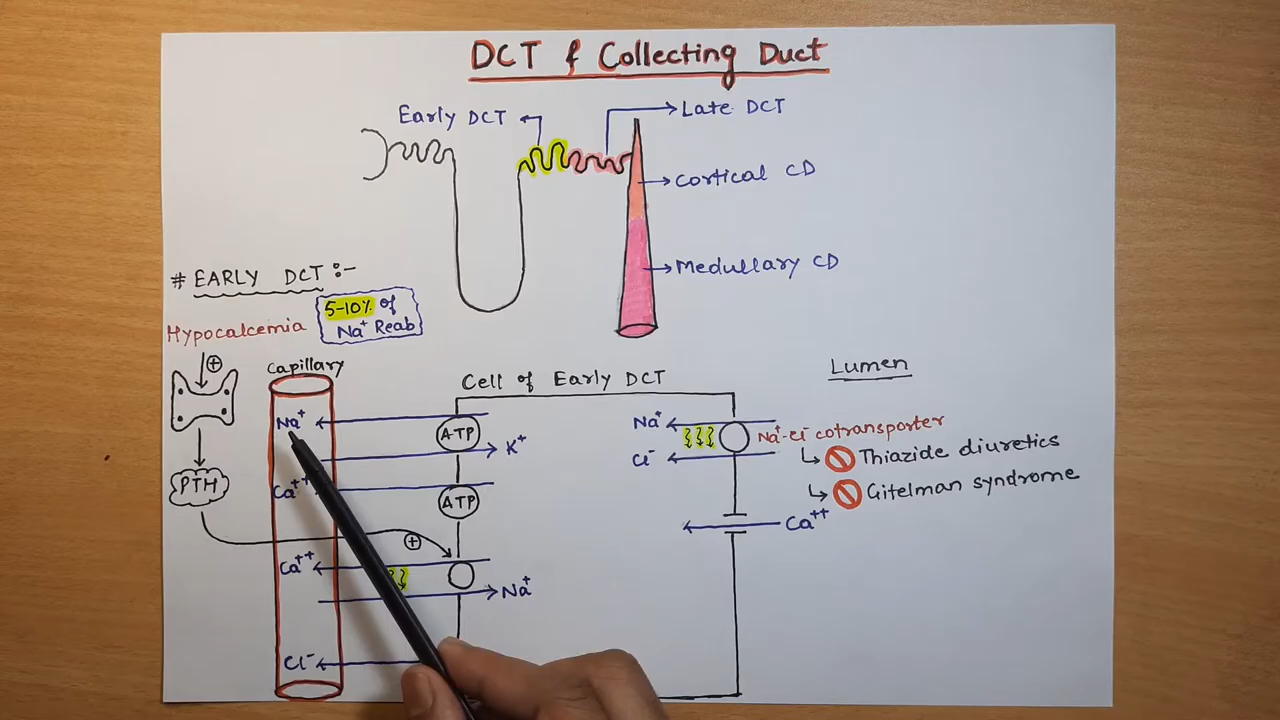 DCT & Collecting Duct
Early DCT
Late DCT
Cortical CD
Medullary CD
# EARLY DCT :-
5-10% of
Na+ Reab
Hypocalcemia
+
Capillary
Cell of Early DCT
Lumen
Na+
ATP
K+
Na+
Cl-
Na+-Cl- cotransporter
Thiazide diuretics
Gitelman syndrome
PTH
Ca++
ATP
Ca++
+
Ca++
Na+
Cl-